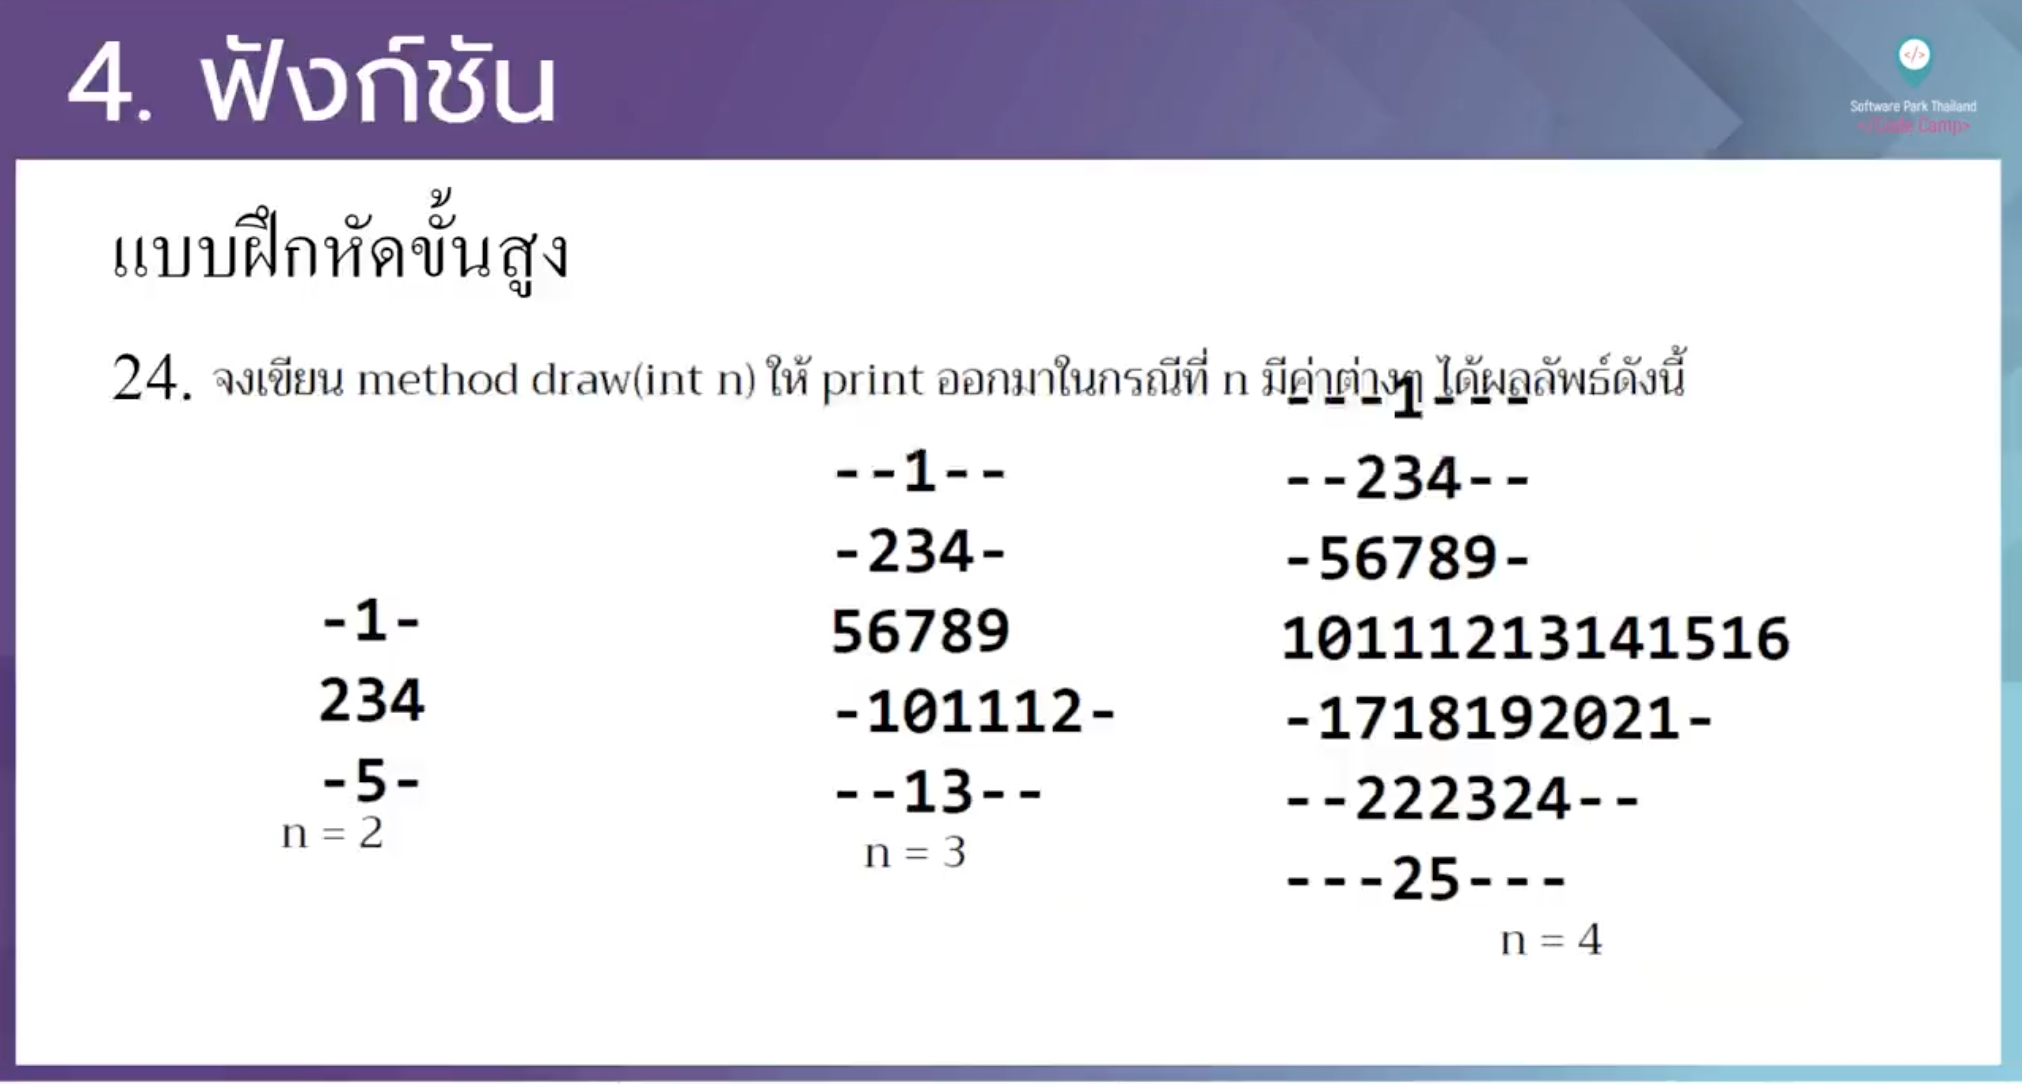 4. ฟังก์ชัน
Software Park Thailand
</Code Camp>
แบบฝึกหัดขั้นสูง
24. จงเขียน method draw(int n) ให้ print ออกมาในกรณีที่ n มีค่าต่างๆ ได้ผลลัพธ์ดังนี้
-1-
234
-5-
n = 2
--1--
-234-
56789
-101112-
--13--
n = 3
---1---
--234--
-56789-
10111213141516
-1718192021-
--222324--
---25---
n = 4